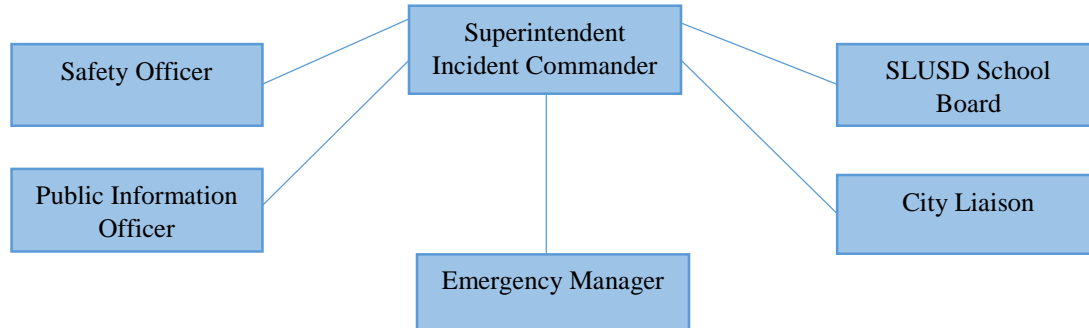 Superintendent
Incident Commander
Safety Officer
SLUSD School
Board
Public Information
Officer
City Liaison
Emergency Manager